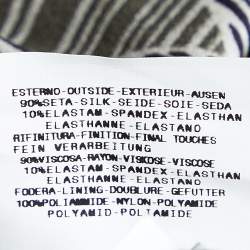 ESTERNO-OUTSIDE-EXTERIEUR-AUSEN
90%SETA-SILK-SEIDE-SOIE-SEDA
10%ELASTAM-SPANDEX-ELASTHAN
ELASTHANNE-ELASTANO
RIFINITURA-FINITION-FINAL TOUCHES
FEIN VERARBEITUNG
90%VISCOSA-RAYON-VISKOSE-VISCOSE
10%ELASTAM-SPANDEX-ELASTHAN
ELASTHANNE-ELASTANO
FODERA-LINING-DOUBLURE-GEFUTTER
100%POLIAMMIDE-NYLON-POLYAMIDE
POLYAMID-POLIAMIDE